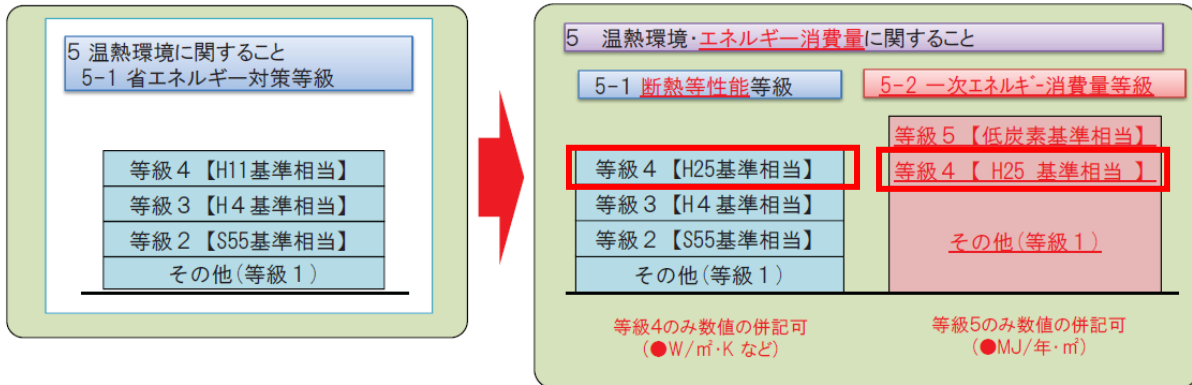 5 温熱環境に関すること
5-1 省エネルギー対策等級
等級４【H11基準相当】
等級３【H４基準相当】
等級２【S55基準相当】
その他(等級１)
5 温熱環境･エネルギー消費量に関すること
5-1 断熱等性能等級
等級４【H25基準相当】
等級３【H４基準相当】
等級２【S55基準相当】
その他(等級１)
等級4のみ数値の併記可
(●W/㎡･K など)
5-2 一次エネルギｰ消費量等級
等級５【低炭素基準相当】
等級４【 H25 基準相当 】
その他(等級１)
等級5のみ数値の併記可
(●MJ/年･㎡)